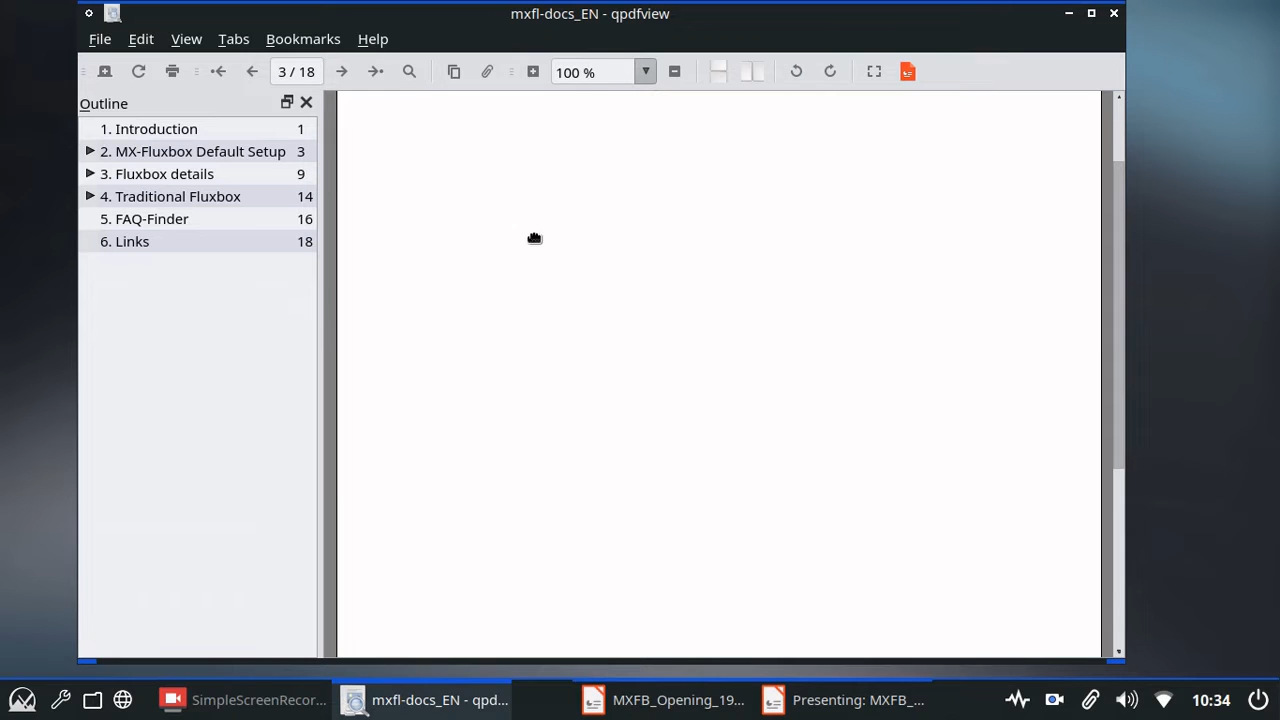 mxfl-docs_EN - qpdfview
File Edit View Tabs Bookmarks Help
3 / 18
100 %
Outline
1. Introduction 1
2. MX-Fluxbox Default Setup 3
3. Fluxbox details 9
4. Traditional Fluxbox 14
5. FAQ-Finder 16
6. Links 18
SimpleScreenRecor... mxfl-docs_EN - qpd... MXFB_Opening_19... Presenting: MXFB_... 10:34